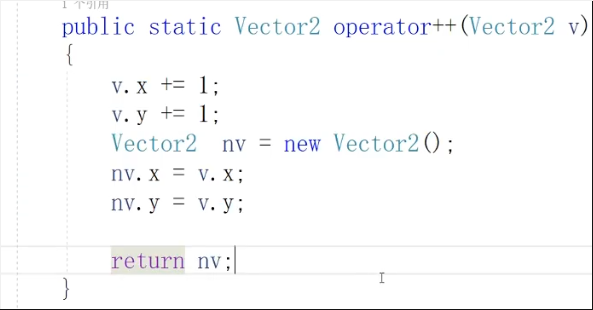 1 个引用
public static Vector2 operator++(Vector2 v)
{
v.x += 1;
v.y += 1;
Vector2 nv = new Vector2();
nv.x = v.x;
nv.y = v.y;
return nv;
}